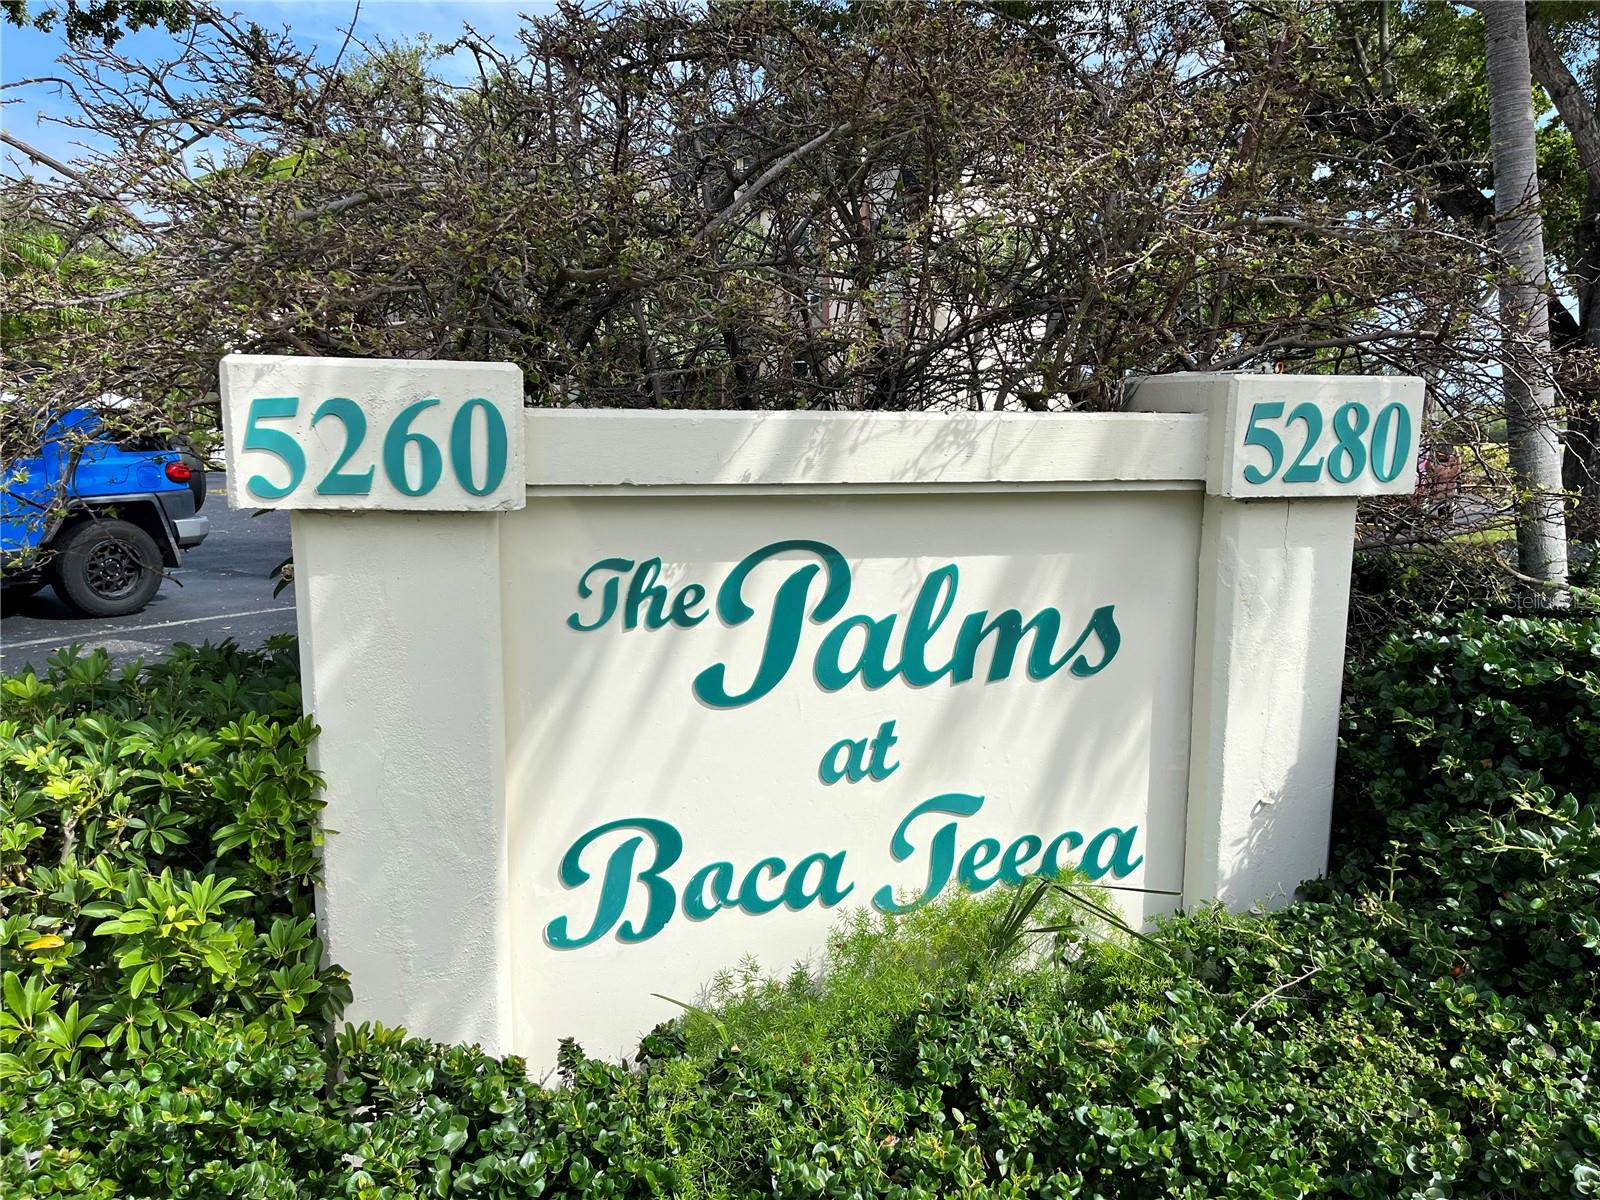 5260
5280
The Palms
at
Boca Teeca